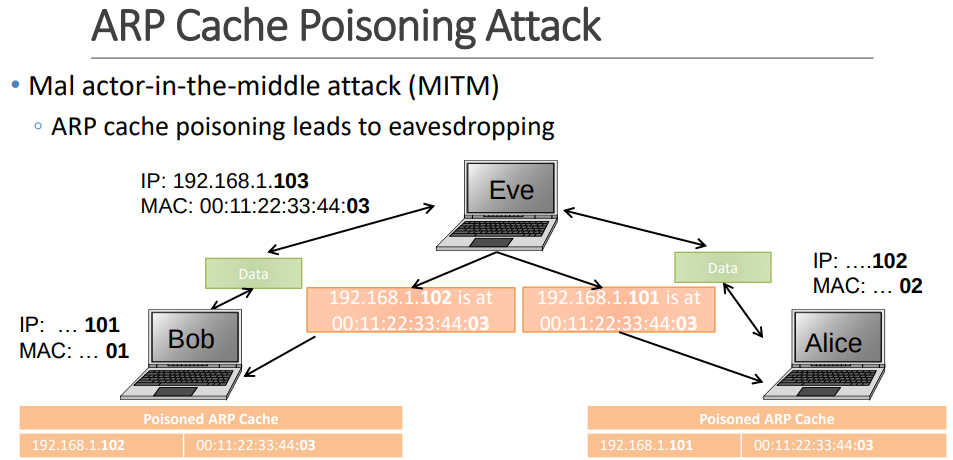 ARP Cache Poisoning Attack
• Mal actor-in-the-middle attack (MITM)
◦ ARP cache poisoning leads to eavesdropping
IP: 192.168.1.103
MAC: 00:11:22:33:44:03
Eve
Data
Data
IP: ....102
MAC: ... 02
192.168.1.102 is at
00:11:22:33:44:03
192.168.1.101 is at
00:11:22:33:44:03
IP: ... 101
MAC: ... 01
Bob
Alice
Poisoned ARP Cache
192.168.1.102 00:11:22:33:44:03
Poisoned ARP Cache
192.168.1.101 00:11:22:33:44:03